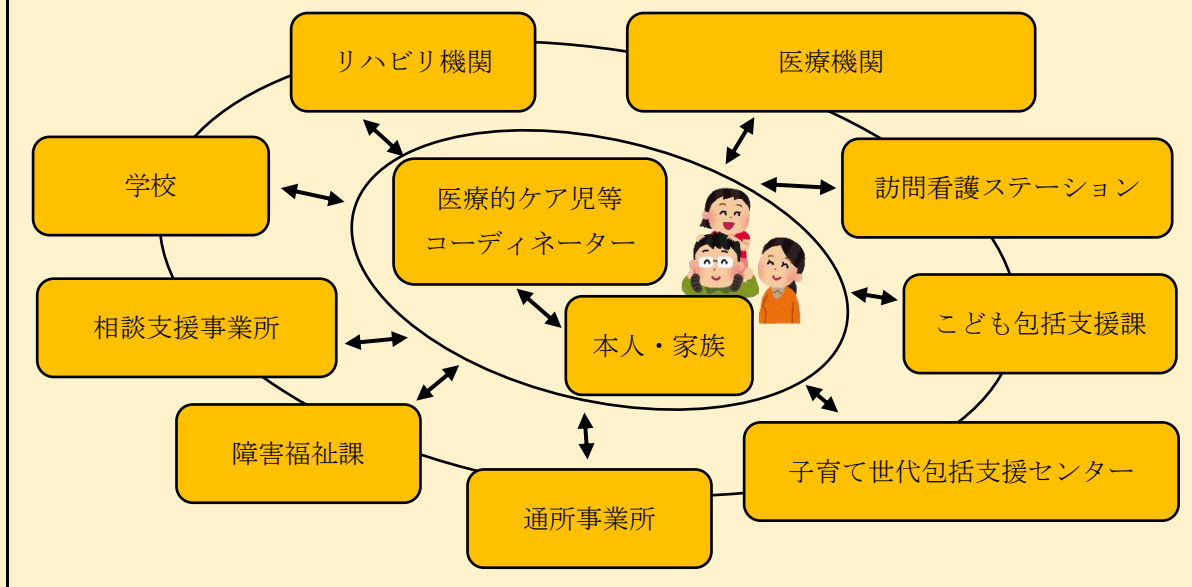 リハビリ機関
医療機関
学校
医療的ケア児等
コーディネーター
訪問看護ステーション
相談支援事業所
本人・家族
こども包括支援課
障害福祉課
子育て世代包括支援センター
通所事業所